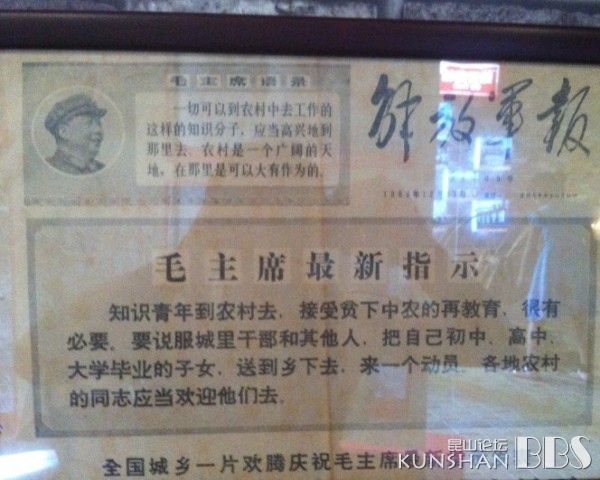 毛主席语录
一切可以到农村中去工作的
这样的知识分子，应当高兴地到
那里去。农村是一个广阔的天
地，在那里是可以大有作为的。
解放军报
毛主席最新指示
知识青年到农村去，接受贫下中农的再教育，很有
必要。要说服城里干部和其他人，把自己初中、高中、
大学毕业的子女，送到乡下去，来一个动员。各地农村
的同志应当欢迎他们去。
全国城乡一片欢腾庆祝毛主席
昆山论坛
KUNSHAN BBS